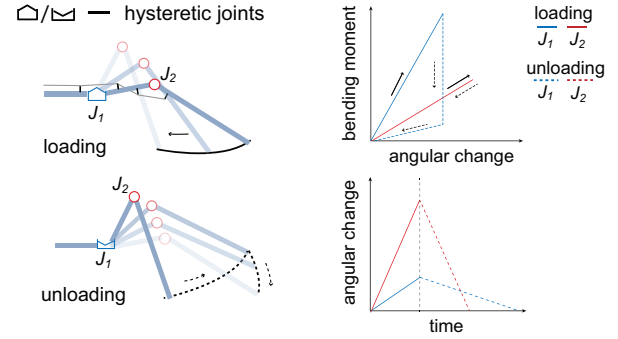 / — hysteretic joints
J2
J1
loading
J2
J1
unloading
bending moment
angular change
loading
J1 J2
unloading
J1 J2
angular change
time